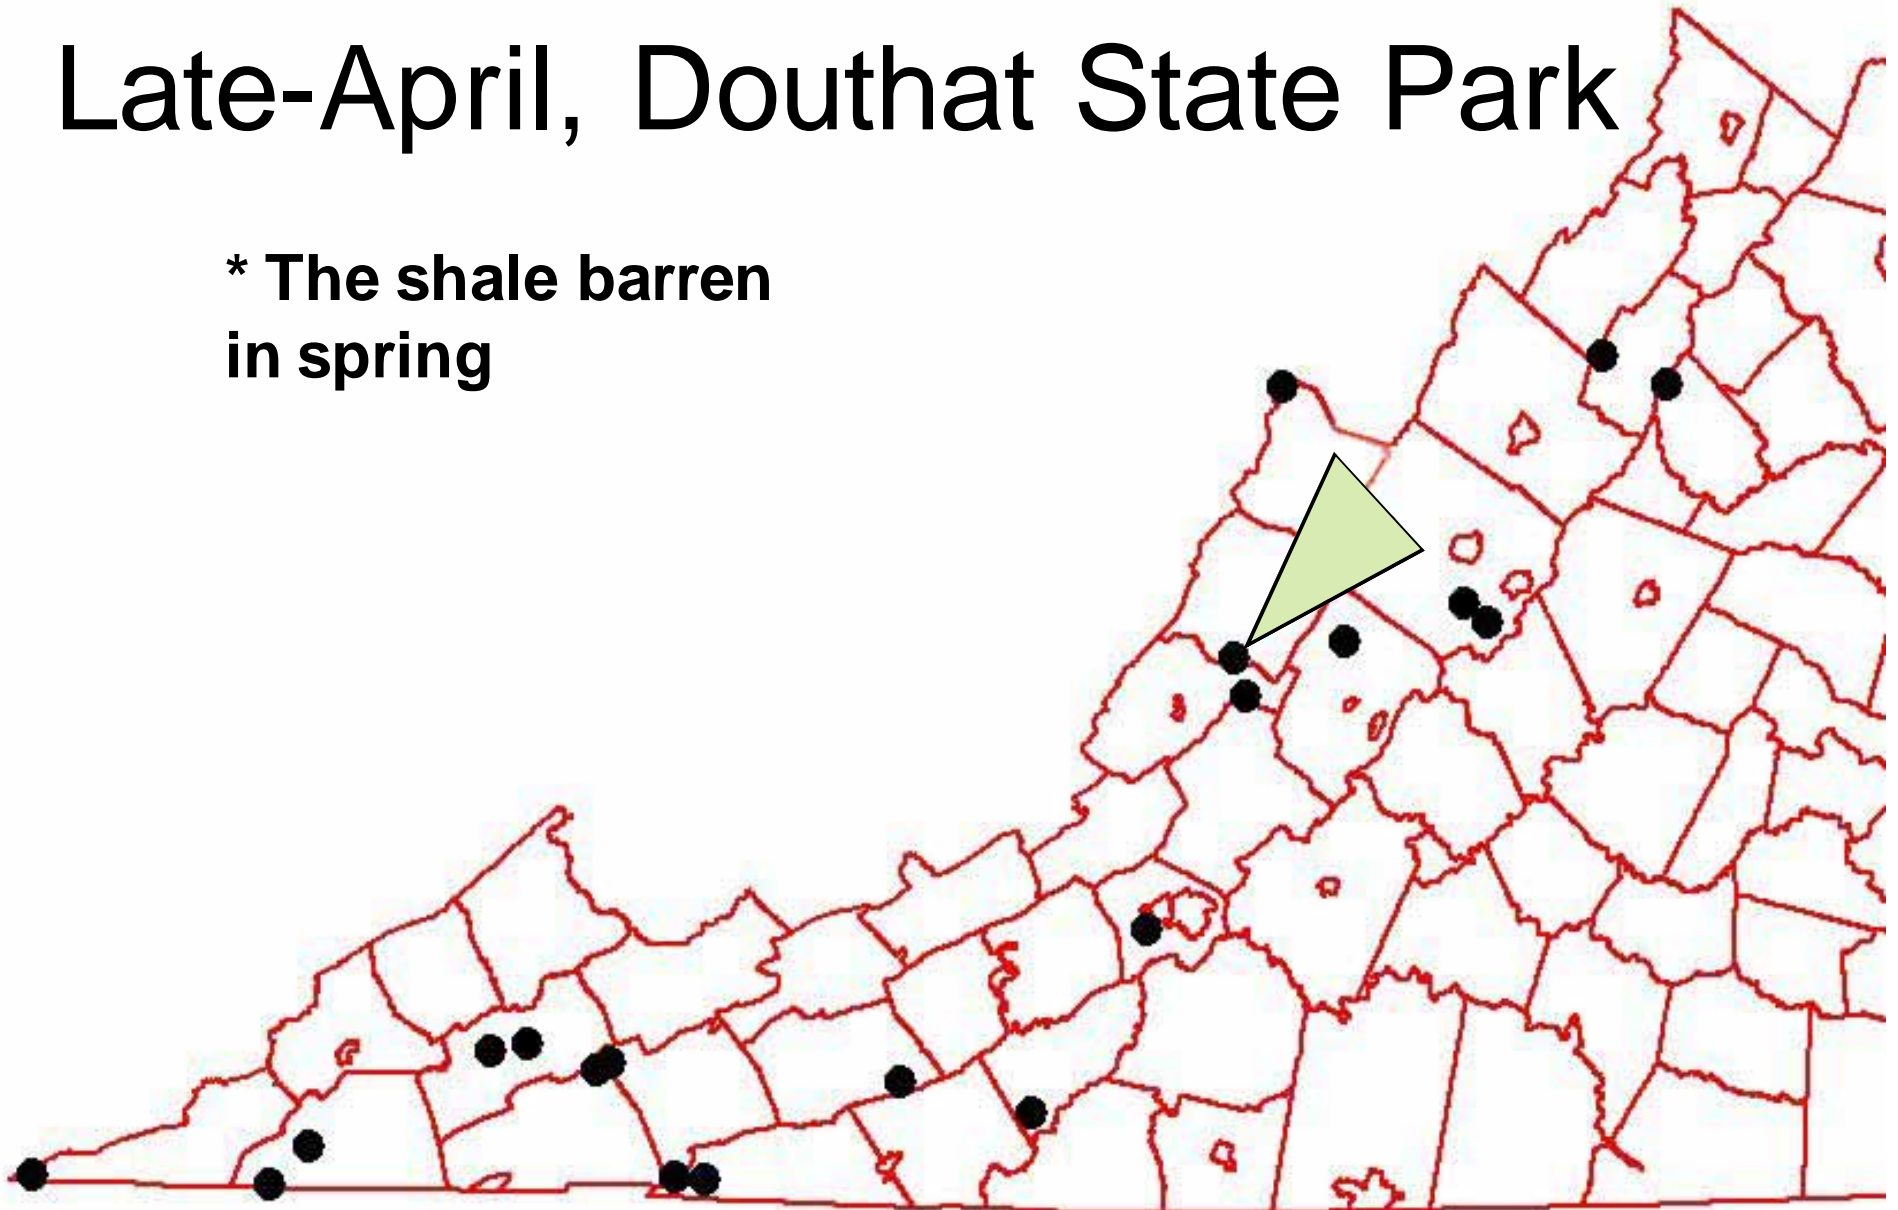 Late-April, Douthat State Park
* The shale barren
in spring